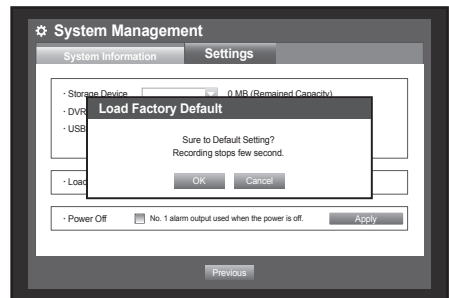 System Management
System Information Settings
· Storage Device 0 MB (Remained Capacity)
· DVR
Load Factory Default
· USB
Sure to Default Setting?
Recording stops few second.
· Load
OK Cancel
· Power Off No. 1 alarm output used when the power is off. Apply
Previous